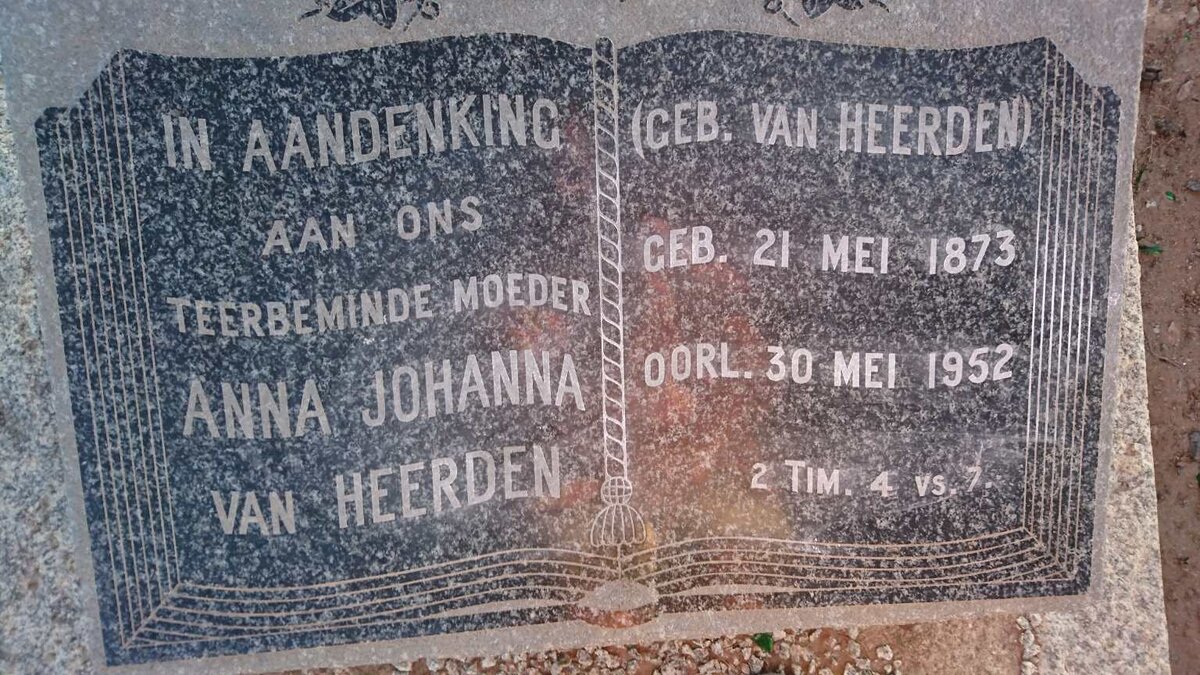 IN AANDENKING
AAN ONS
TEERBEMINDE MOEDER
ANNA JOHANNA
VAN HEERDEN
(GEB. VAN HEERDEN)
GEB. 21 MEI 1873
OORL. 30 MEI 1952
2 TIM. 4 VS. 7.